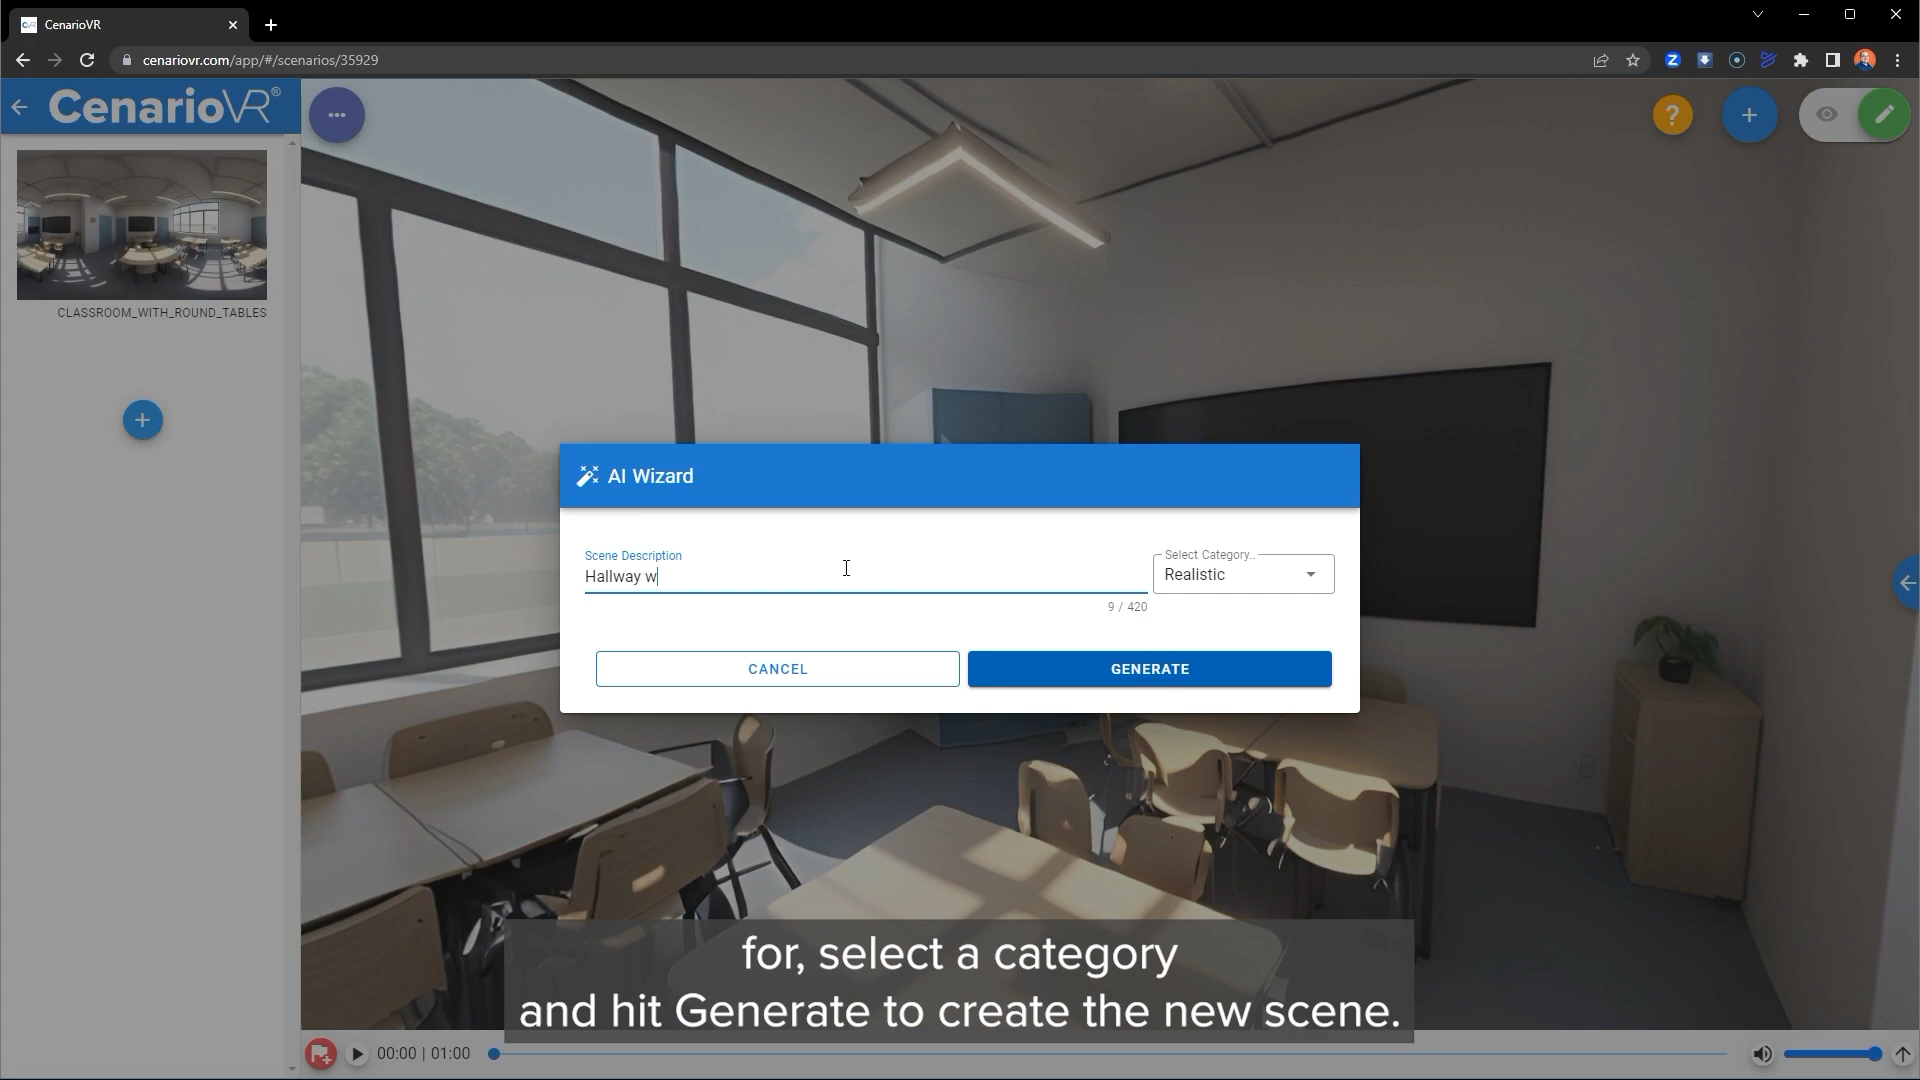 CenarioVR
cenariovr.com/app/#/scenarios/35929
CenarioVR®
CLASSROOM_WITH_ROUND_TABLES
AI Wizard
Scene Description
Hallway w
9 / 420
Select Category..
Realistic
CANCEL
GENERATE
for, select a category
and hit Generate to create the new scene.
00:00 | 01:00